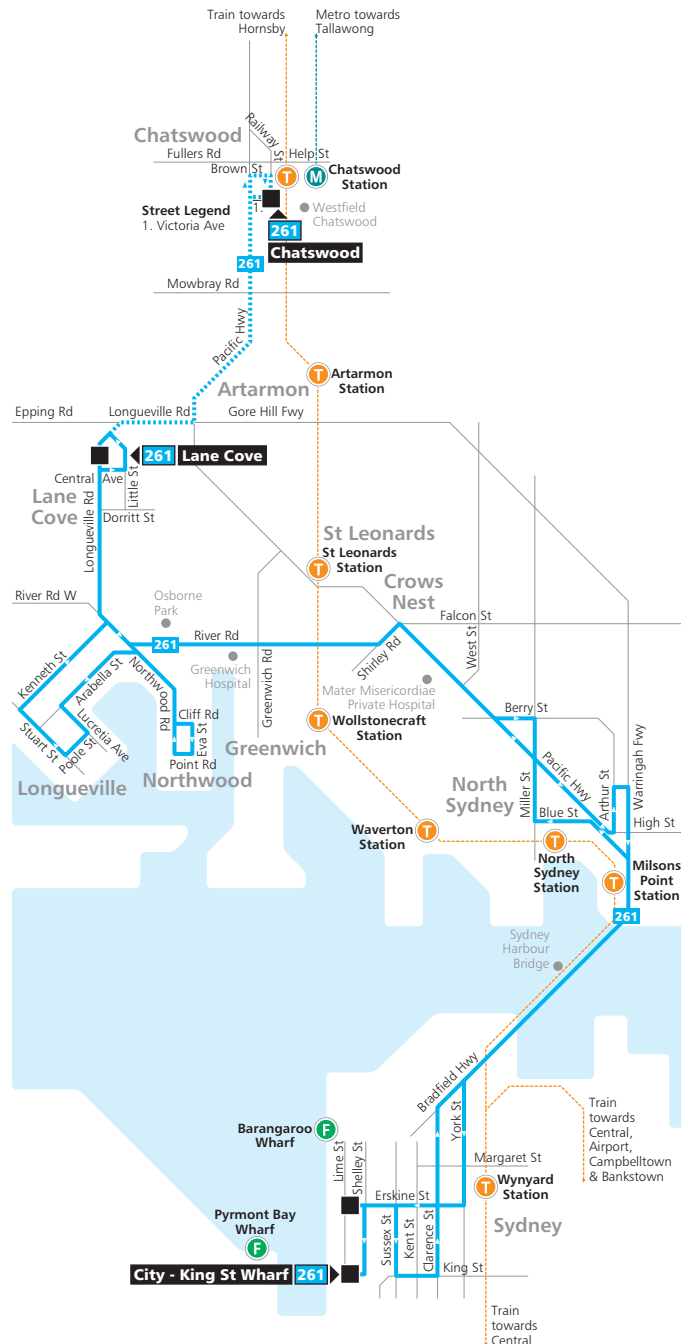 Train towards
Hornsby
Metro towards
Tallawong
Chatswood
Railway St
Fullers Rd
Help St
Brown St
T
M
Chatswood
Station
Street Legend
1. Victoria Ave
1.
Westfield
Chatswood
261
Chatswood
261
Mowbray Rd
Pacific Hwy
T
Artarmon
Station
Artarmon
Epping Rd
Longueville Rd
Gore Hill Fwy
261
Lane Cove
Central Ave
Little St
Lane
Cove
Longueville Rd
Dorritt St
St Leonards
T
St Leonards
Station
Crows
Nest
River Rd W
Osborne
Park
Falcon St
261
River Rd
West St
Shirley Rd
Greenwich Rd
Kenneth St
Arabella St
Northwood Rd
Greenwich
Hospital
Mater Misericordiae
Private Hospital
Cliff Rd
Eva St
Lucretia Ave
Stuart St
Poole St
Point Rd
Longueville
Northwood
Greenwich
T
Wollstonecraft
Station
Berry St
Pacific Hwy
Miller St
Arthur St
Warringah Fwy
North
Sydney
Blue St
High St
Waverton
Station
T
T
North
Sydney
Station
T
Milsons
Point
Station
261
Sydney
Harbour
Bridge
Bradfield Hwy
York St
Train
towards
Central,
Airport,
Campbelltown
& Bankstown
Barangaroo
Wharf
F
Lime St
Shelley St
Margaret St
T
Wynyard
Station
Erskine St
Sydney
Sussex St
Kent St
Clarence St
Pyrmont Bay
Wharf
F
City - King St Wharf
261
King St
Train
towards
Central